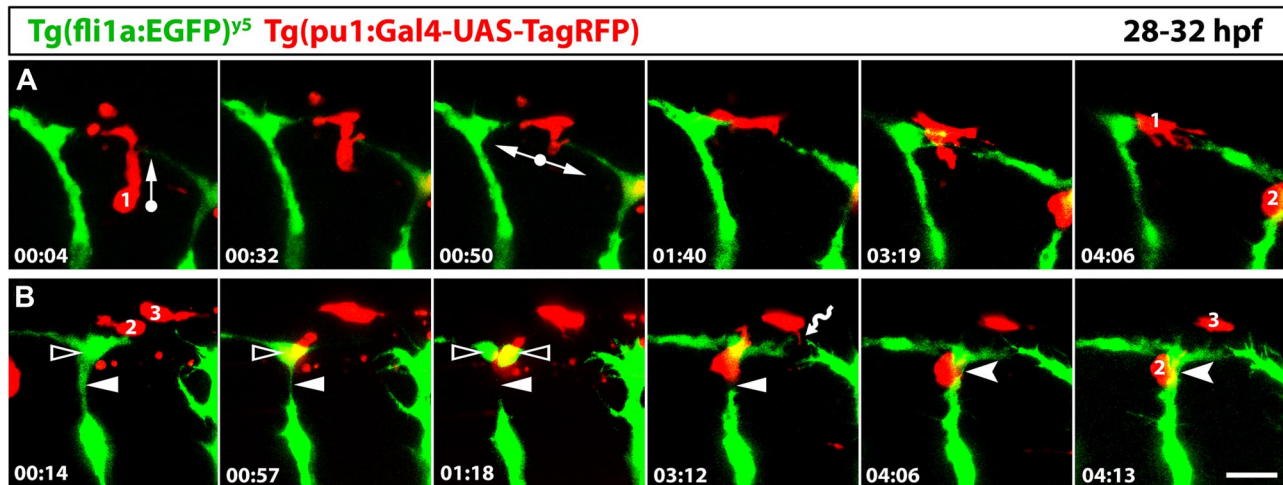 Tg(fli1a:EGFP)y5 Tg(pu1:Gal4-UAS-TagRFP) 28-32 hpf
A
1
00:04 00:32 00:50 01:40 03:19 04:06
1
2
B
2 3
00:14 00:57 01:18 03:12 04:06 04:13
3
2